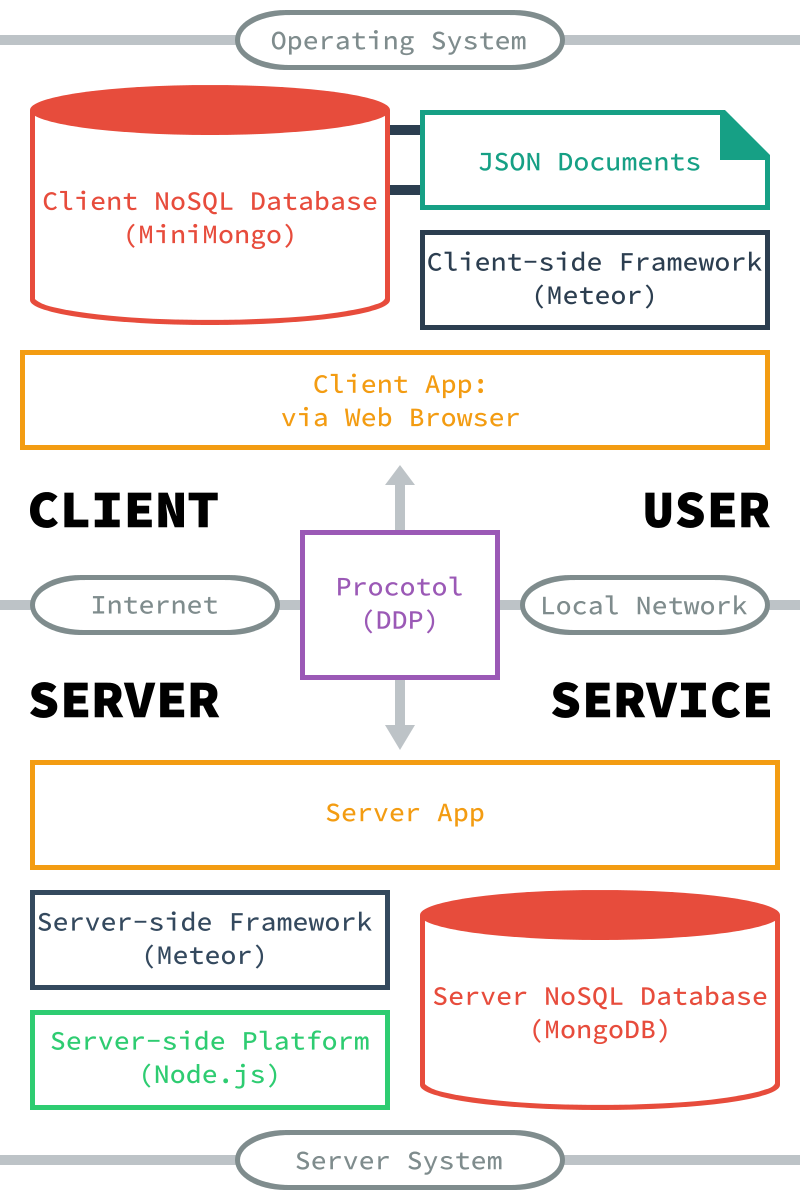 Operating System
Client NoSQL Database
(MiniMongo)
JSON Documents
Client-side Framework
(Meteor)
Client App:
via Web Browser
CLIENT
USER
Procotol
(DDP)
Internet
Local Network
SERVER
SERVICE
Server App
Server-side Framework
(Meteor)
Server NoSQL Database
(MongoDB)
Server-side Platform
(Node.js)
Server System